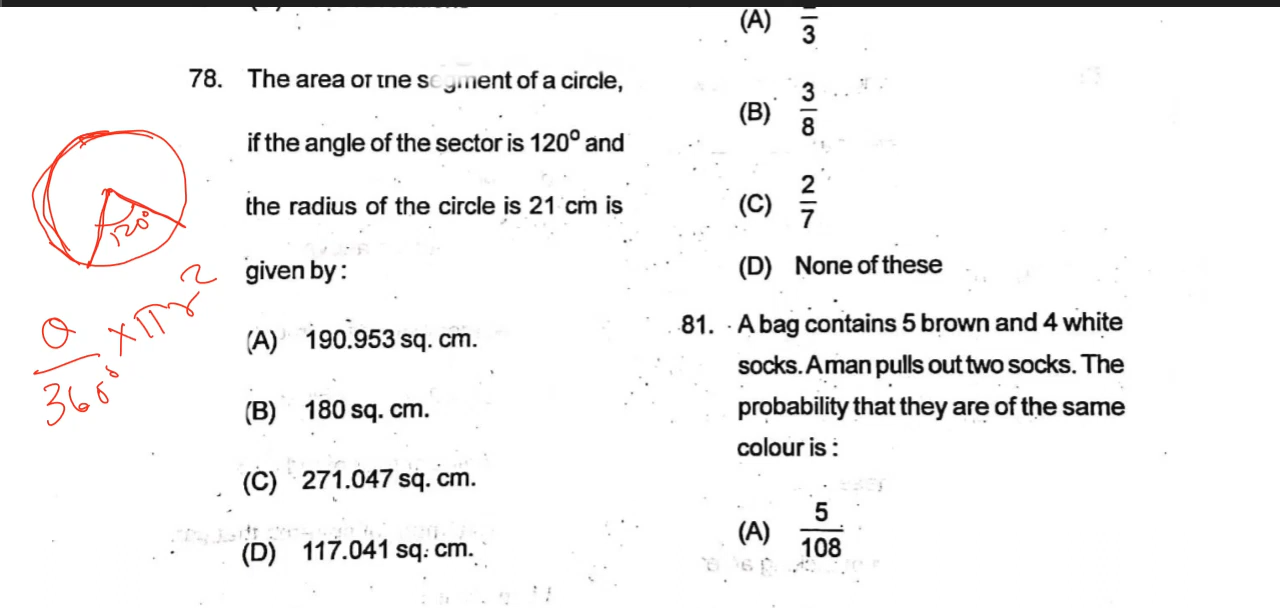 78. The area of the segment of a circle,
if the angle of the sector is 120° and
the radius of the circle is 21 cm is
given by :
(A) 190.953 sq. cm.
(B) 180 sq. cm.
(C) 271.047 sq. cm.
(D) 117.041 sq. cm.
120°
θ/360° × πr²
(A) /3
(B) 3/8
(C) 2/7
(D) None of these
81. A bag contains 5 brown and 4 white
socks. A man pulls out two socks. The
probability that they are of the same
colour is :
(A) 5/108